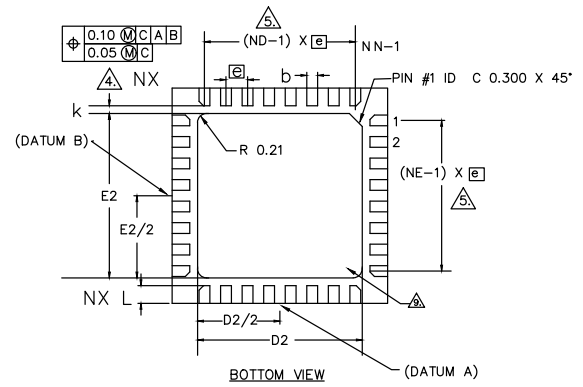 5.
⌖ 0.10 Ⓜ C A B
0.05 Ⓜ C
(ND-1) X e
N N-1
4. NX
e
b
PIN #1 ID C 0.300 X 45°
k
1
2
(DATUM B)
R 0.21
(NE-1) X e
5.
E2
E2/2
9.
NX L
D2/2
D2
(DATUM A)
BOTTOM VIEW